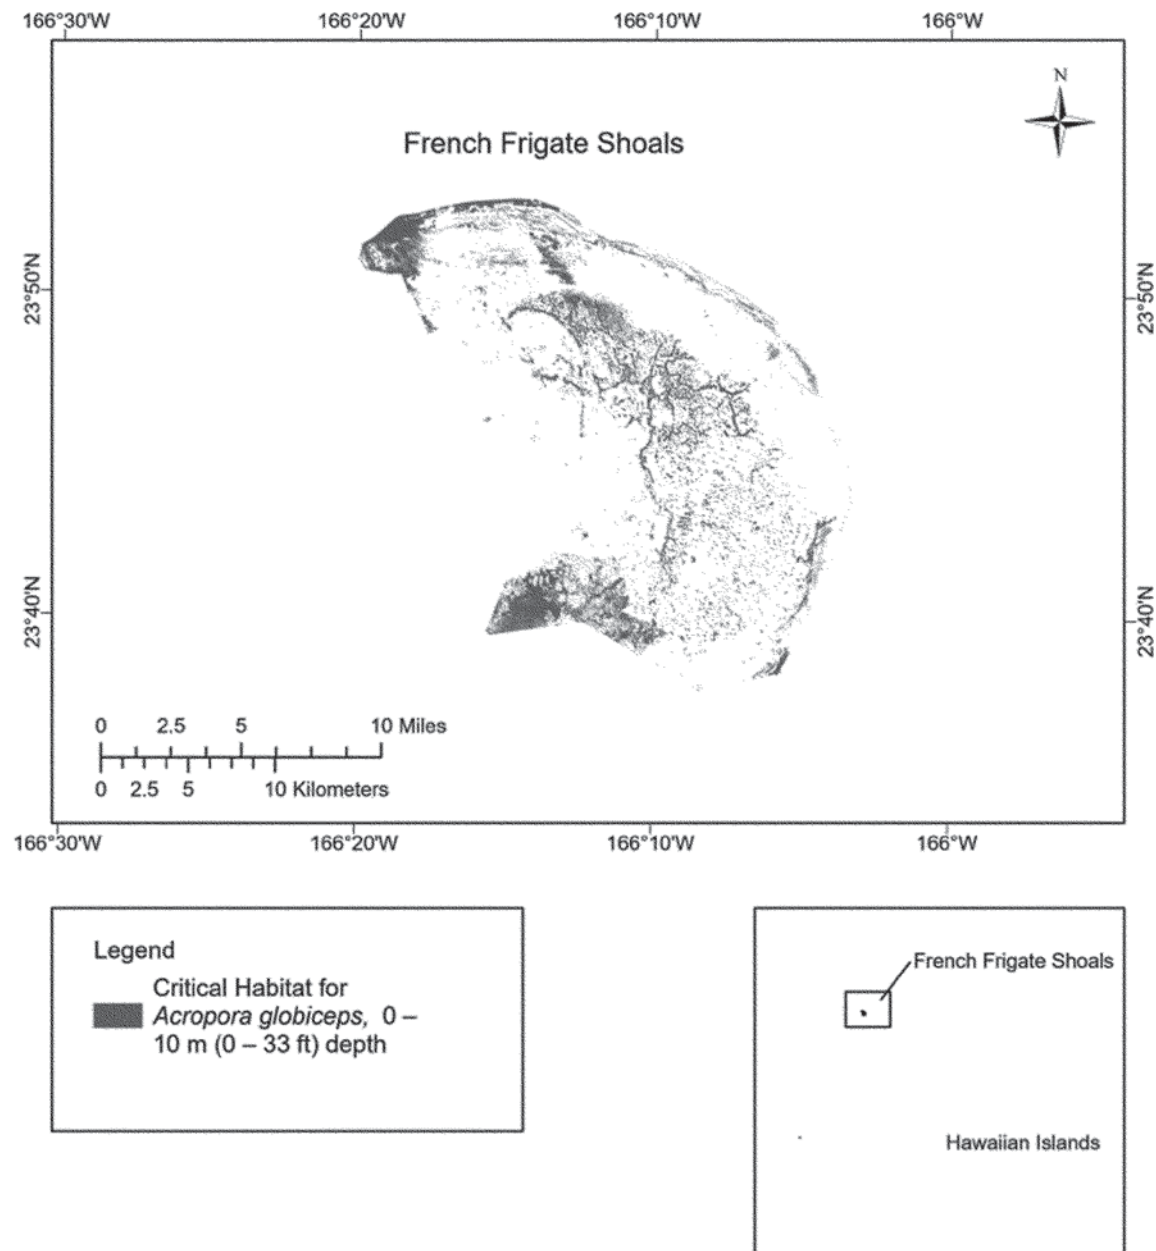 166°30'W 166°20'W 166°10'W 166°W
N
French Frigate Shoals
23°50'N 23°50'N
23°40'N 23°40'N
0 2.5 5 10 Miles
0 2.5 5 10 Kilometers
166°30'W 166°20'W 166°10'W 166°W
Legend
Critical Habitat for
Acropora globiceps, 0 –
10 m (0 – 33 ft) depth
French Frigate Shoals
Hawaiian Islands